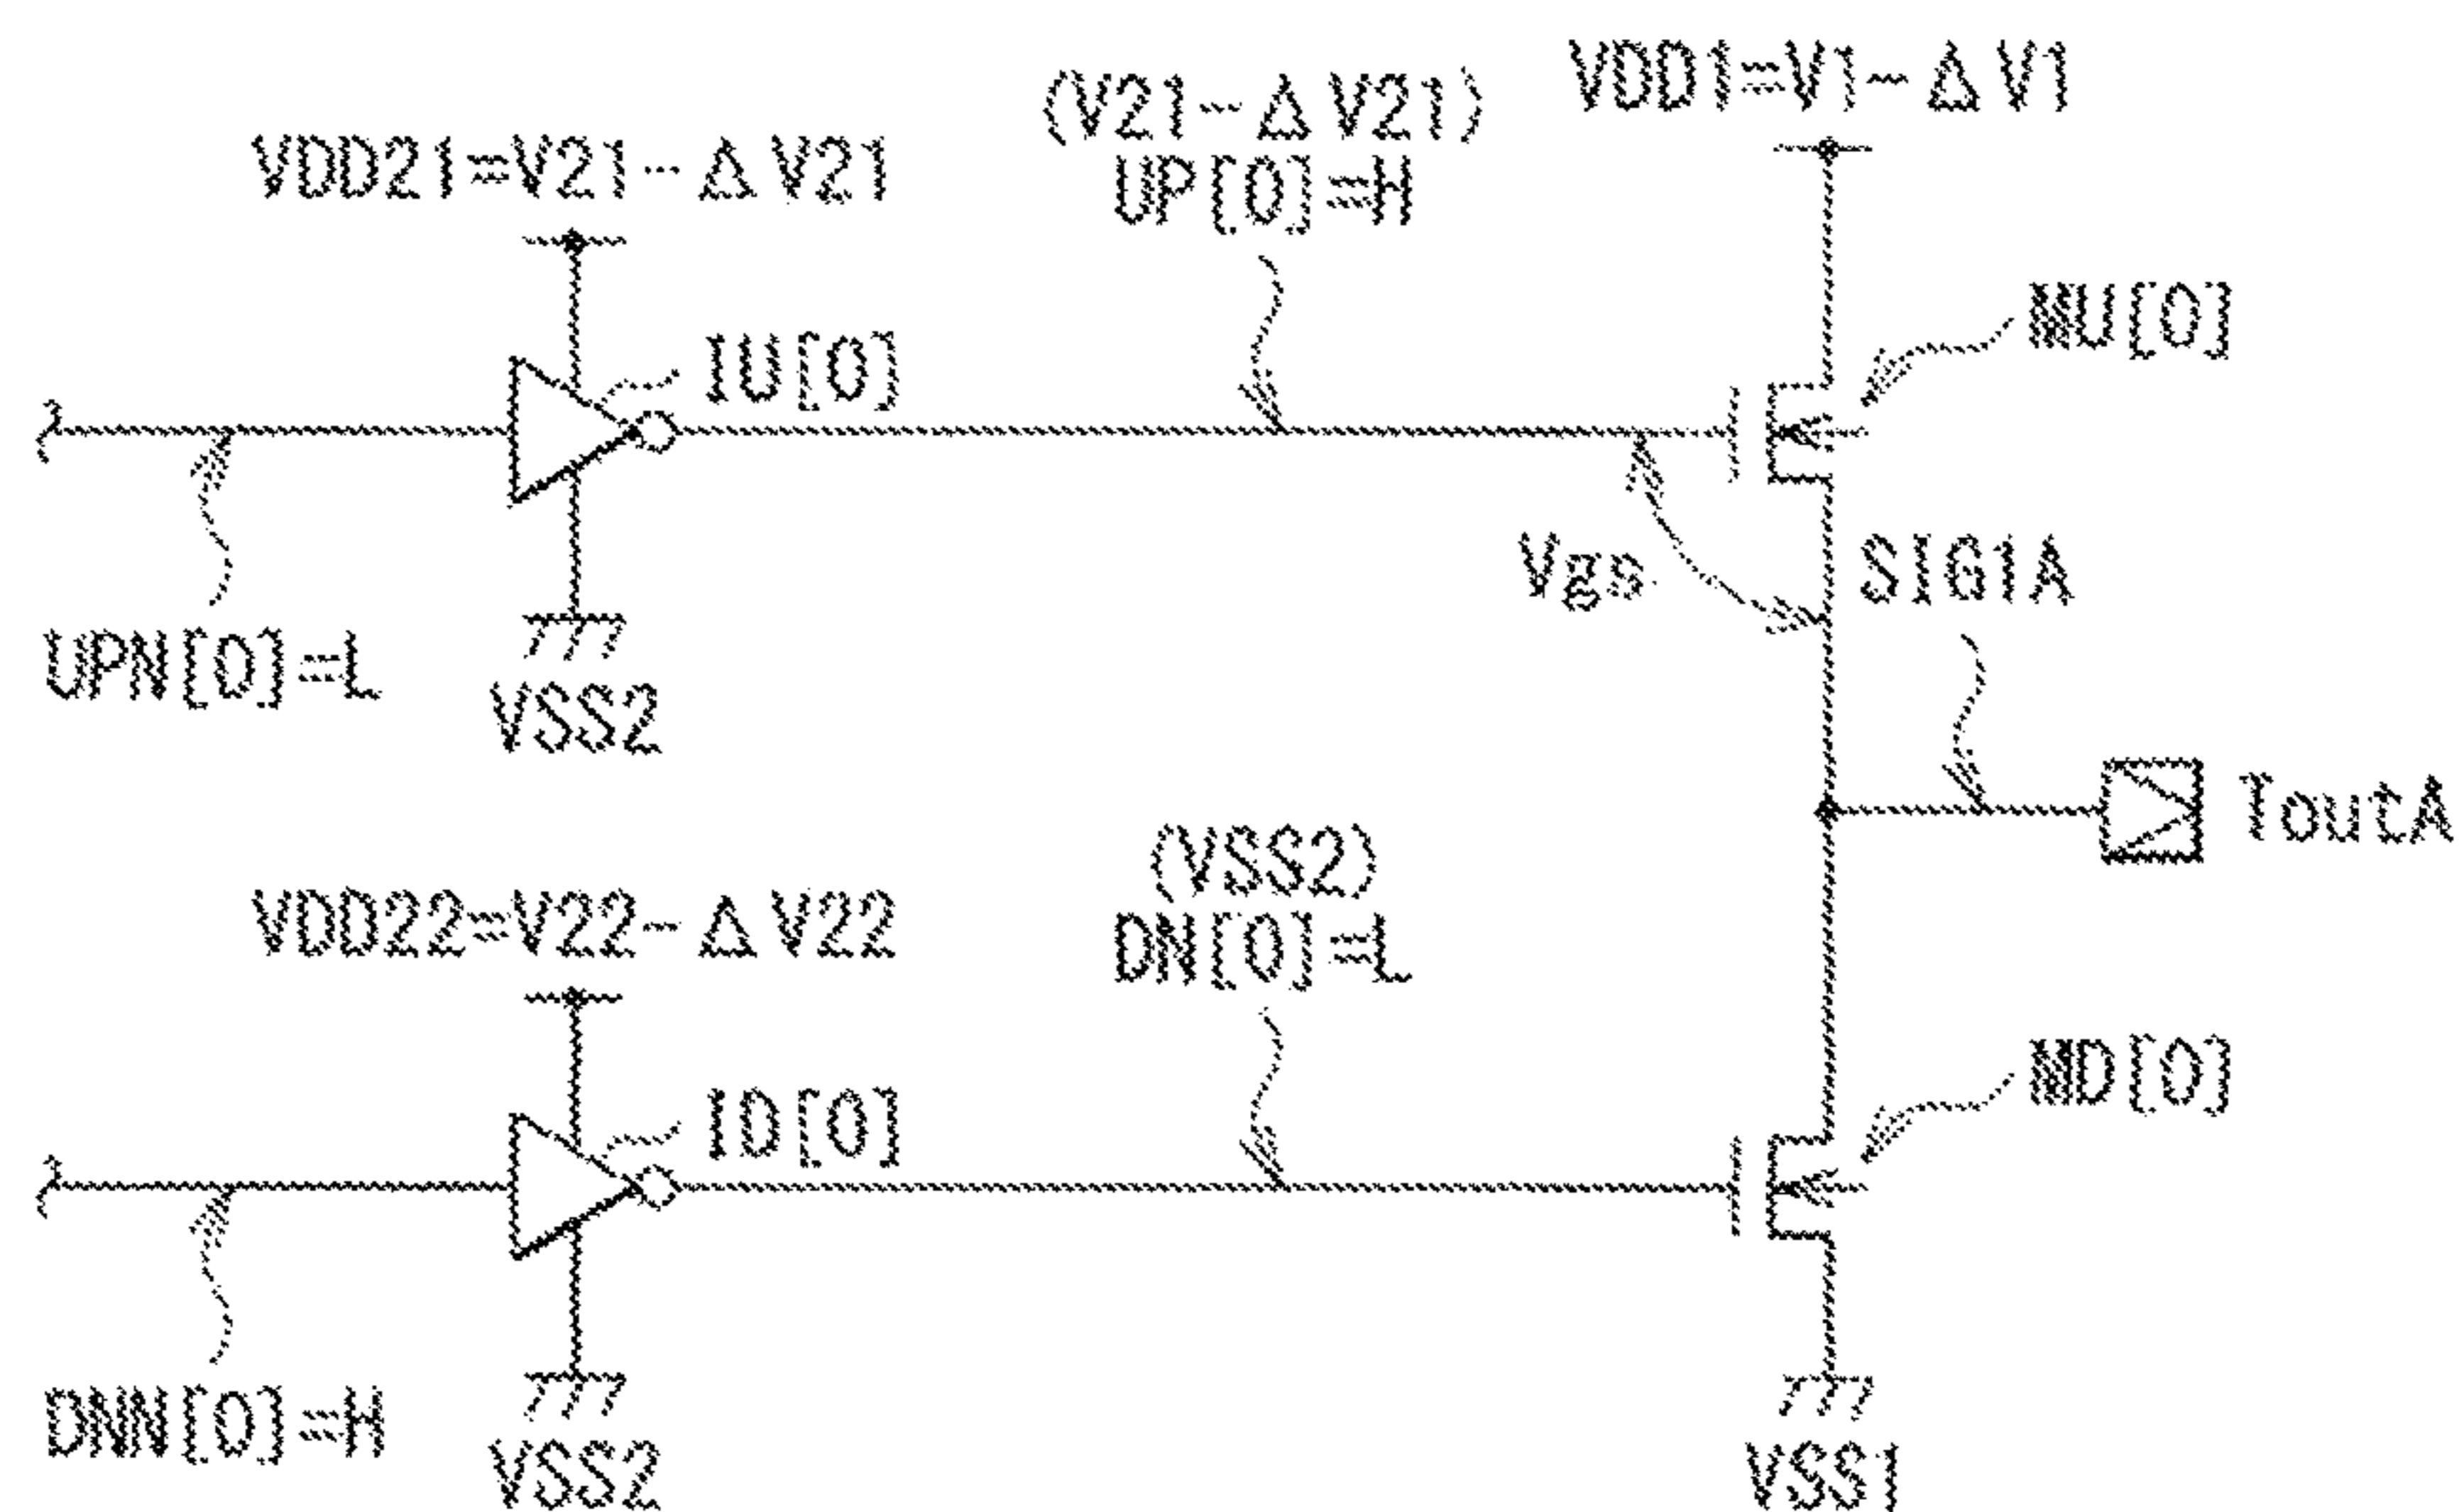 VDD1=V1-ΔV1
(V21-ΔV21)
UP[0]=H
VDD21=V21-ΔV21
MU[0]
IU[0]
Vgs
SIG1A
UPN[0]=L
VSS2
ToutA
(VSS2)
DN[0]=L
VDD22=V22-ΔV22
MD[0]
ID[0]
DNN[0]=H
VSS2
VSS1